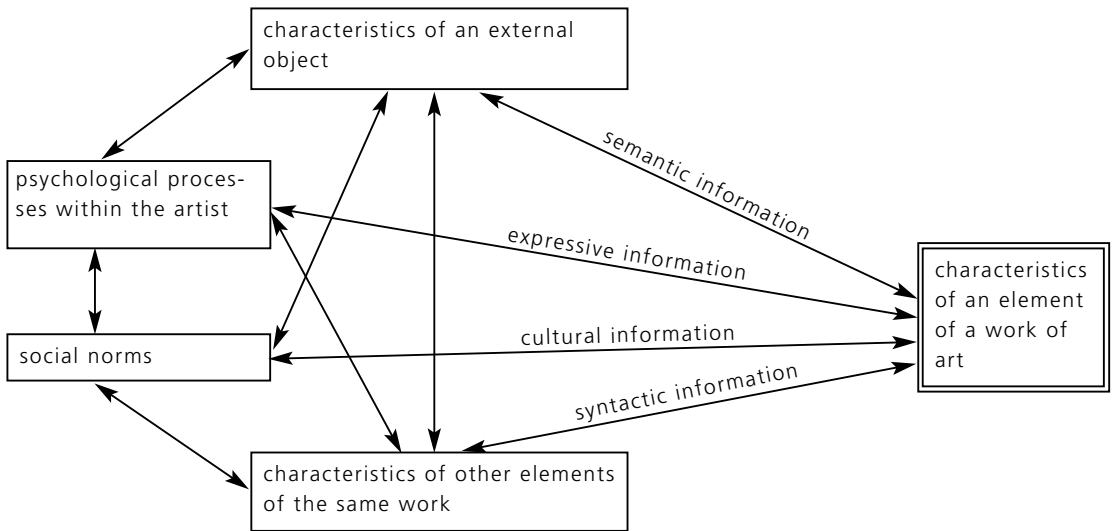 characteristics of an external
object
semantic information
psychological proces-
sses within the artist
expressive information
characteristics
of an element
of a work of
art
cultural information
social norms
syntactic information
characteristics of other elements
of the same work